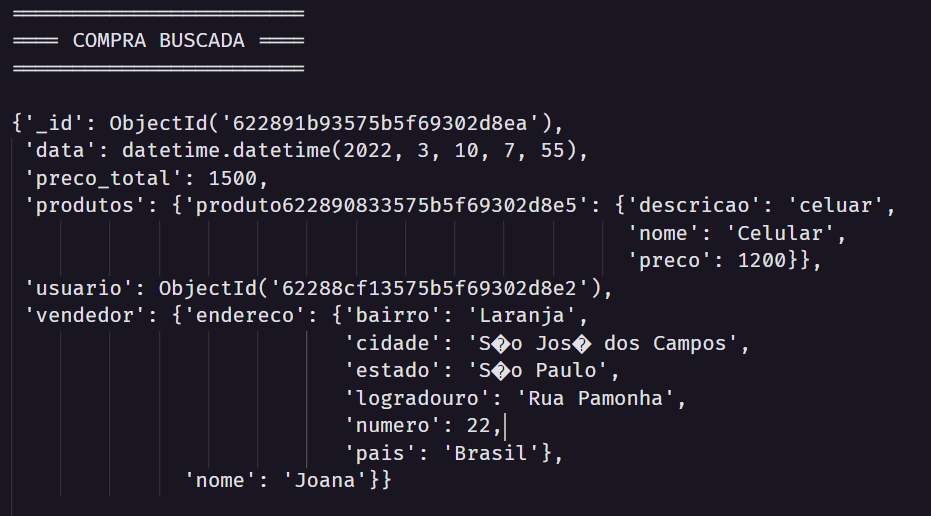 ==========================
==== COMPRA BUSCADA ====
==========================
{'_id': ObjectId('622891b93575b5f69302d8ea'),
'data': datetime.datetime(2022, 3, 10, 7, 55),
'preco_total': 1500,
'produtos': {'produto622890833575b5f69302d8e5': {'descricao': 'celuar',
'nome': 'Celular',
'preco': 1200}},
'usuario': ObjectId('62288cf13575b5f69302d8e2'),
'vendedor': {'endereco': {'bairro': 'Laranja',
'cidade': 'S�o Jos� dos Campos',
'estado': 'S�o Paulo',
'logradouro': 'Rua Pamonha',
'numero': 22,
'pais': 'Brasil'},
'nome': 'Joana'}}